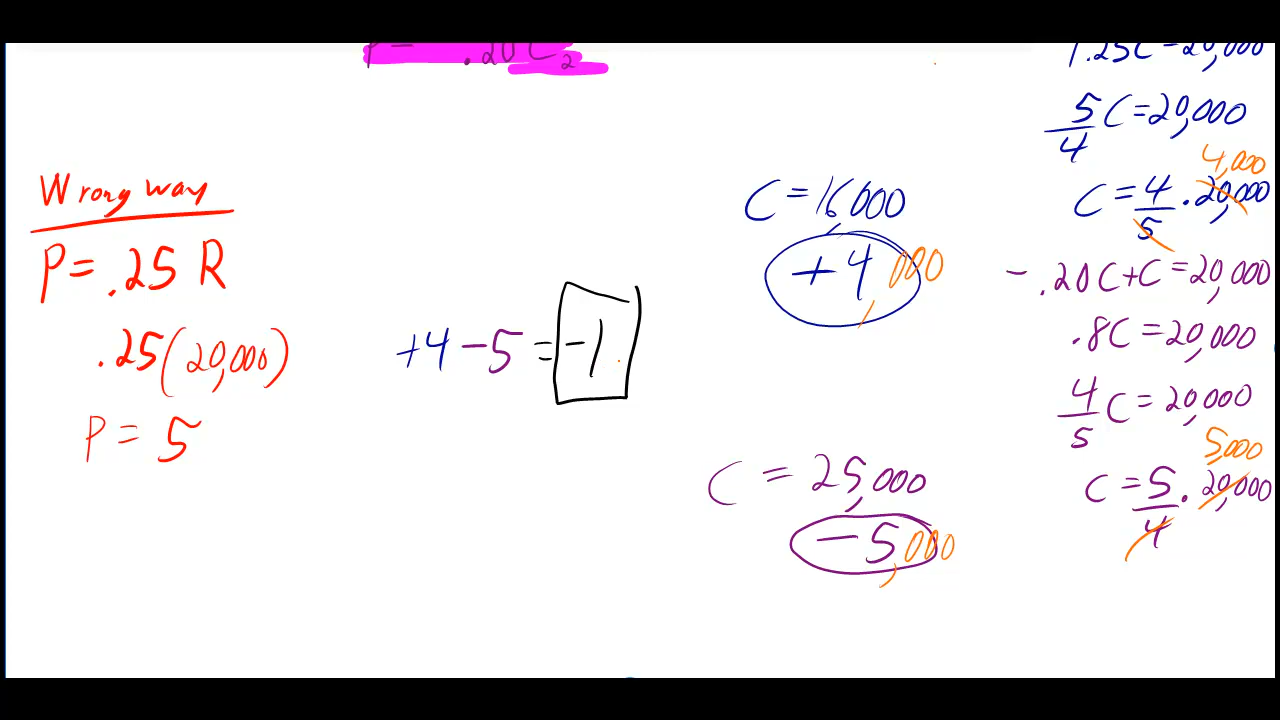 P = .20 C₂
1.25C = 20,000
5/4 C = 20,000
4,000
C = 4/5 · 20,000
Wrong way
P = .25 R
.25 (20,000)
P = 5
+4 - 5 = -1
C = 16,000
+4,000
- .20C + C = 20,000
.8C = 20,000
4/5 C = 20,000
5,000
C = 5/4 · 20,000
C = 25,000
-5,000